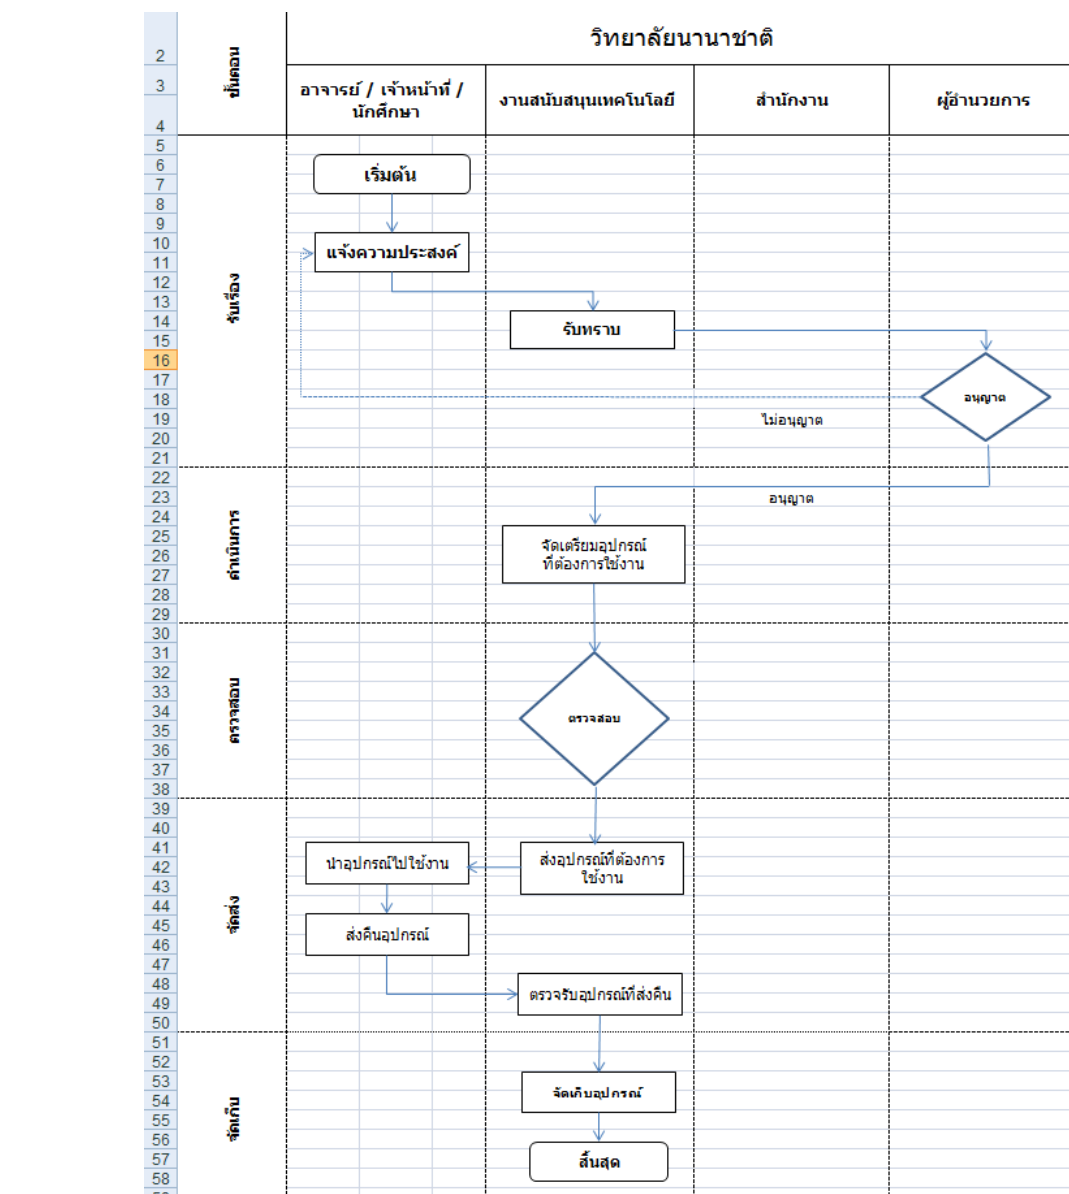 วิทยาลัยนานาชาติ
2
ขั้นตอน
3
อาจารย์ / เจ้าหน้าที่ /
นักศึกษา
งานสนับสนุนเทคโนโลยี
สำนักงาน
ผู้อำนวยการ
4
5
6
เริ่มต้น
7
8
9
10
แจ้งความประสงค์
11
12
รับเรื่อง
13
14
รับทราบ
15
16
17
18
อนุญาต
19
ไม่อนุญาต
20
21
22
23
อนุญาต
24
25
จัดเตรียมอุปกรณ์
ที่ต้องการใช้งาน
ดำเนินการ
26
27
28
29
30
31
32
33
34
ตรวจสอบ
ตรวจสอบ
35
36
37
38
39
40
41
นำอุปกรณ์ไปใช้งาน
ส่งอุปกรณ์ที่ต้องการ
ใช้งาน
42
43
44
จัดส่ง
45
ส่งคืนอุปกรณ์
46
47
48
ตรวจรับอุปกรณ์ที่ส่งคืน
49
50
51
52
53
จัดเก็บอุปกรณ์
54
จัดเก็บ
55
56
57
สิ้นสุด
58